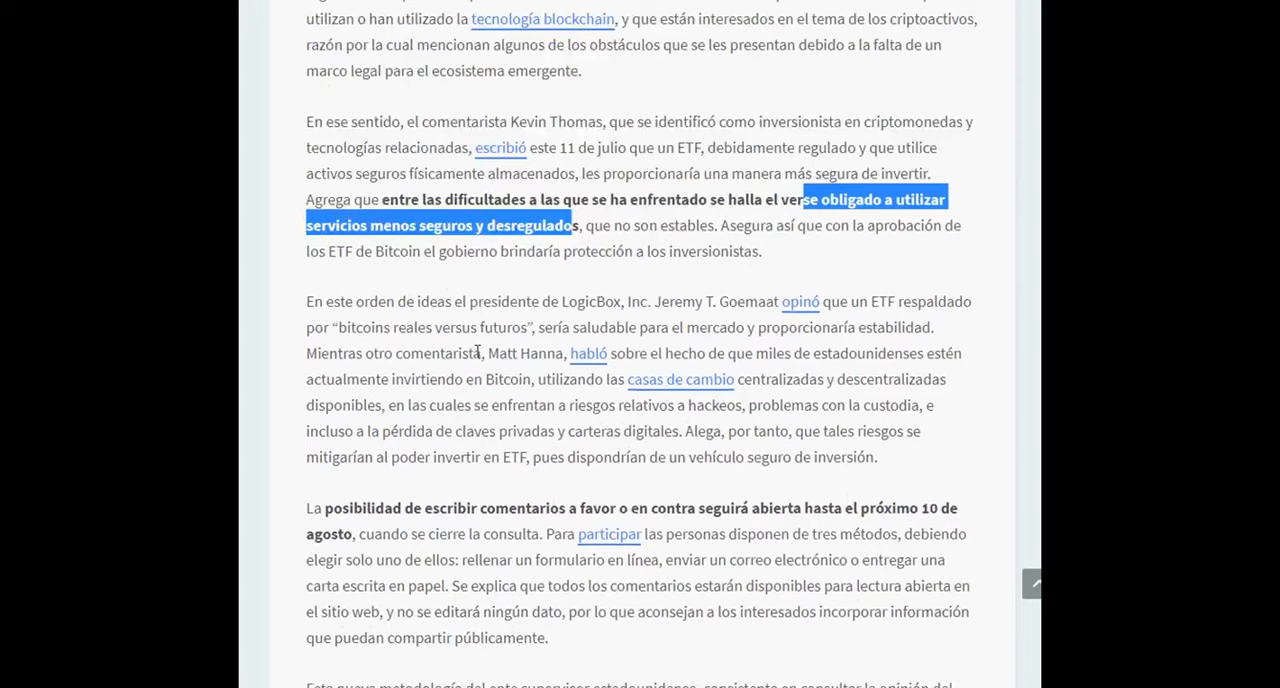 utilizan o han utilizado la tecnología blockchain, y que están interesados en el tema de los criptoactivos,
razón por la cual mencionan algunos de los obstáculos que se les presentan debido a la falta de un
marco legal para el ecosistema emergente.
En ese sentido, el comentarista Kevin Thomas, que se identificó como inversionista en criptomonedas y
tecnologías relacionadas, escribió este 11 de julio que un ETF, debidamente regulado y que utilice
activos seguros físicamente almacenados, les proporcionaría una manera más segura de invertir.
Agrega que entre las dificultades a las que se ha enfrentado se halla el verse obligado a utilizar
servicios menos seguros y desregulados, que no son estables. Asegura así que con la aprobación de
los ETF de Bitcoin el gobierno brindaría protección a los inversionistas.
En este orden de ideas el presidente de LogicBox, Inc. Jeremy T. Goemaat opinó que un ETF respaldado
por “bitcoins reales versus futuros”, sería saludable para el mercado y proporcionaría estabilidad.
Mientras otro comentarista, Matt Hanna, habló sobre el hecho de que miles de estadounidenses estén
actualmente invirtiendo en Bitcoin, utilizando las casas de cambio centralizadas y descentralizadas
disponibles, en las cuales se enfrentan a riesgos relativos a hackeos, problemas con la custodia, e
incluso a la pérdida de claves privadas y carteras digitales. Alega, por tanto, que tales riesgos se
mitigarían al poder invertir en ETF, pues dispondrían de un vehículo seguro de inversión.
La posibilidad de escribir comentarios a favor o en contra seguirá abierta hasta el próximo 10 de
agosto, cuando se cierre la consulta. Para participar las personas disponen de tres métodos, debiendo
elegir solo uno de ellos: rellenar un formulario en línea, enviar un correo electrónico o entregar una
carta escrita en papel. Se explica que todos los comentarios estarán disponibles para lectura abierta en
el sitio web, y no se editará ningún dato, por lo que aconsejan a los interesados incorporar información
que puedan compartir públicamente.